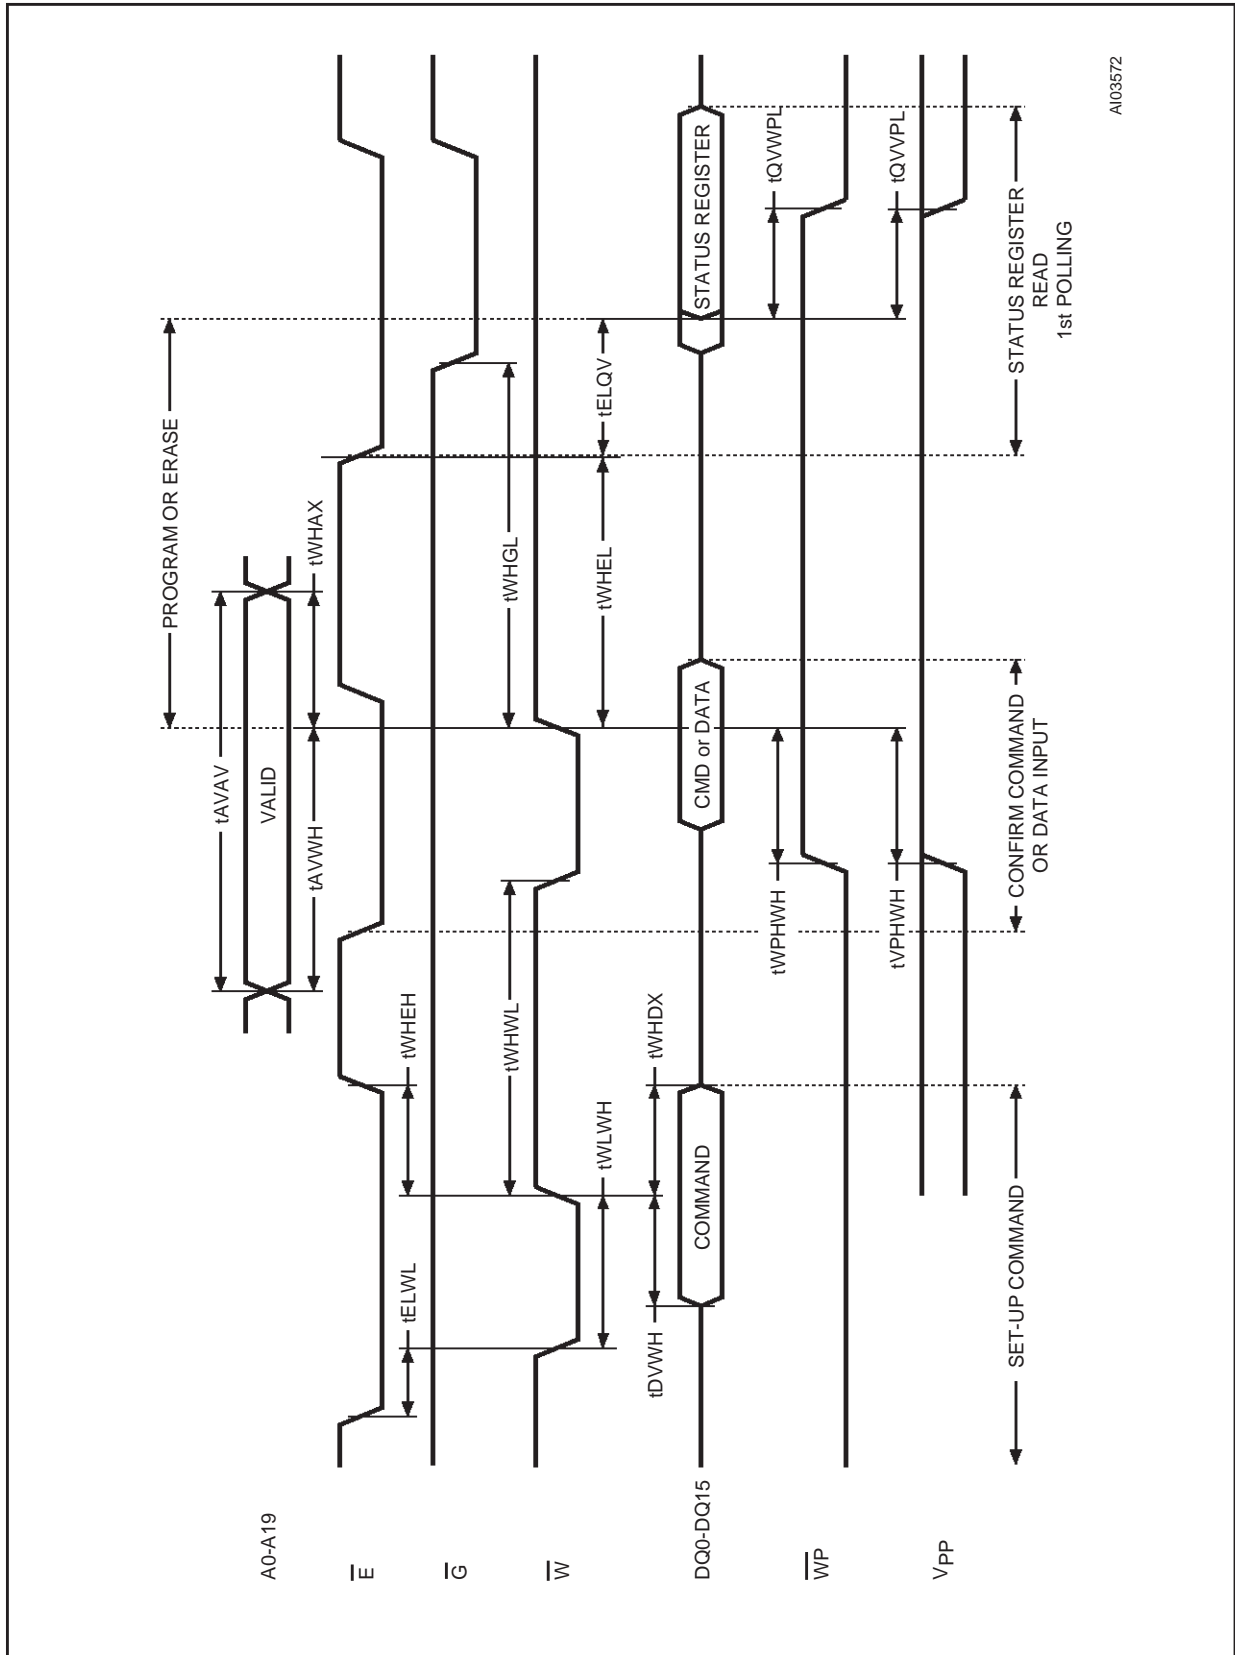 PROGRAM OR ERASE
tAVAV
A0-A19
VALID
tAVWH
tWHAX
E
tELWL
tWHEH
G
tWHWL
tWHGL
W
tWLWH
tWHEL
tELQV
tDVWH
tWHDX
DQ0-DQ15
COMMAND
CMD or DATA
STATUS REGISTER
tWPHWH
tQVWPL
WP
tVPHWH
tQVVPL
VPP
SET-UP COMMAND
CONFIRM COMMAND
OR DATA INPUT
STATUS REGISTER
READ
1st POLLING
AI03572